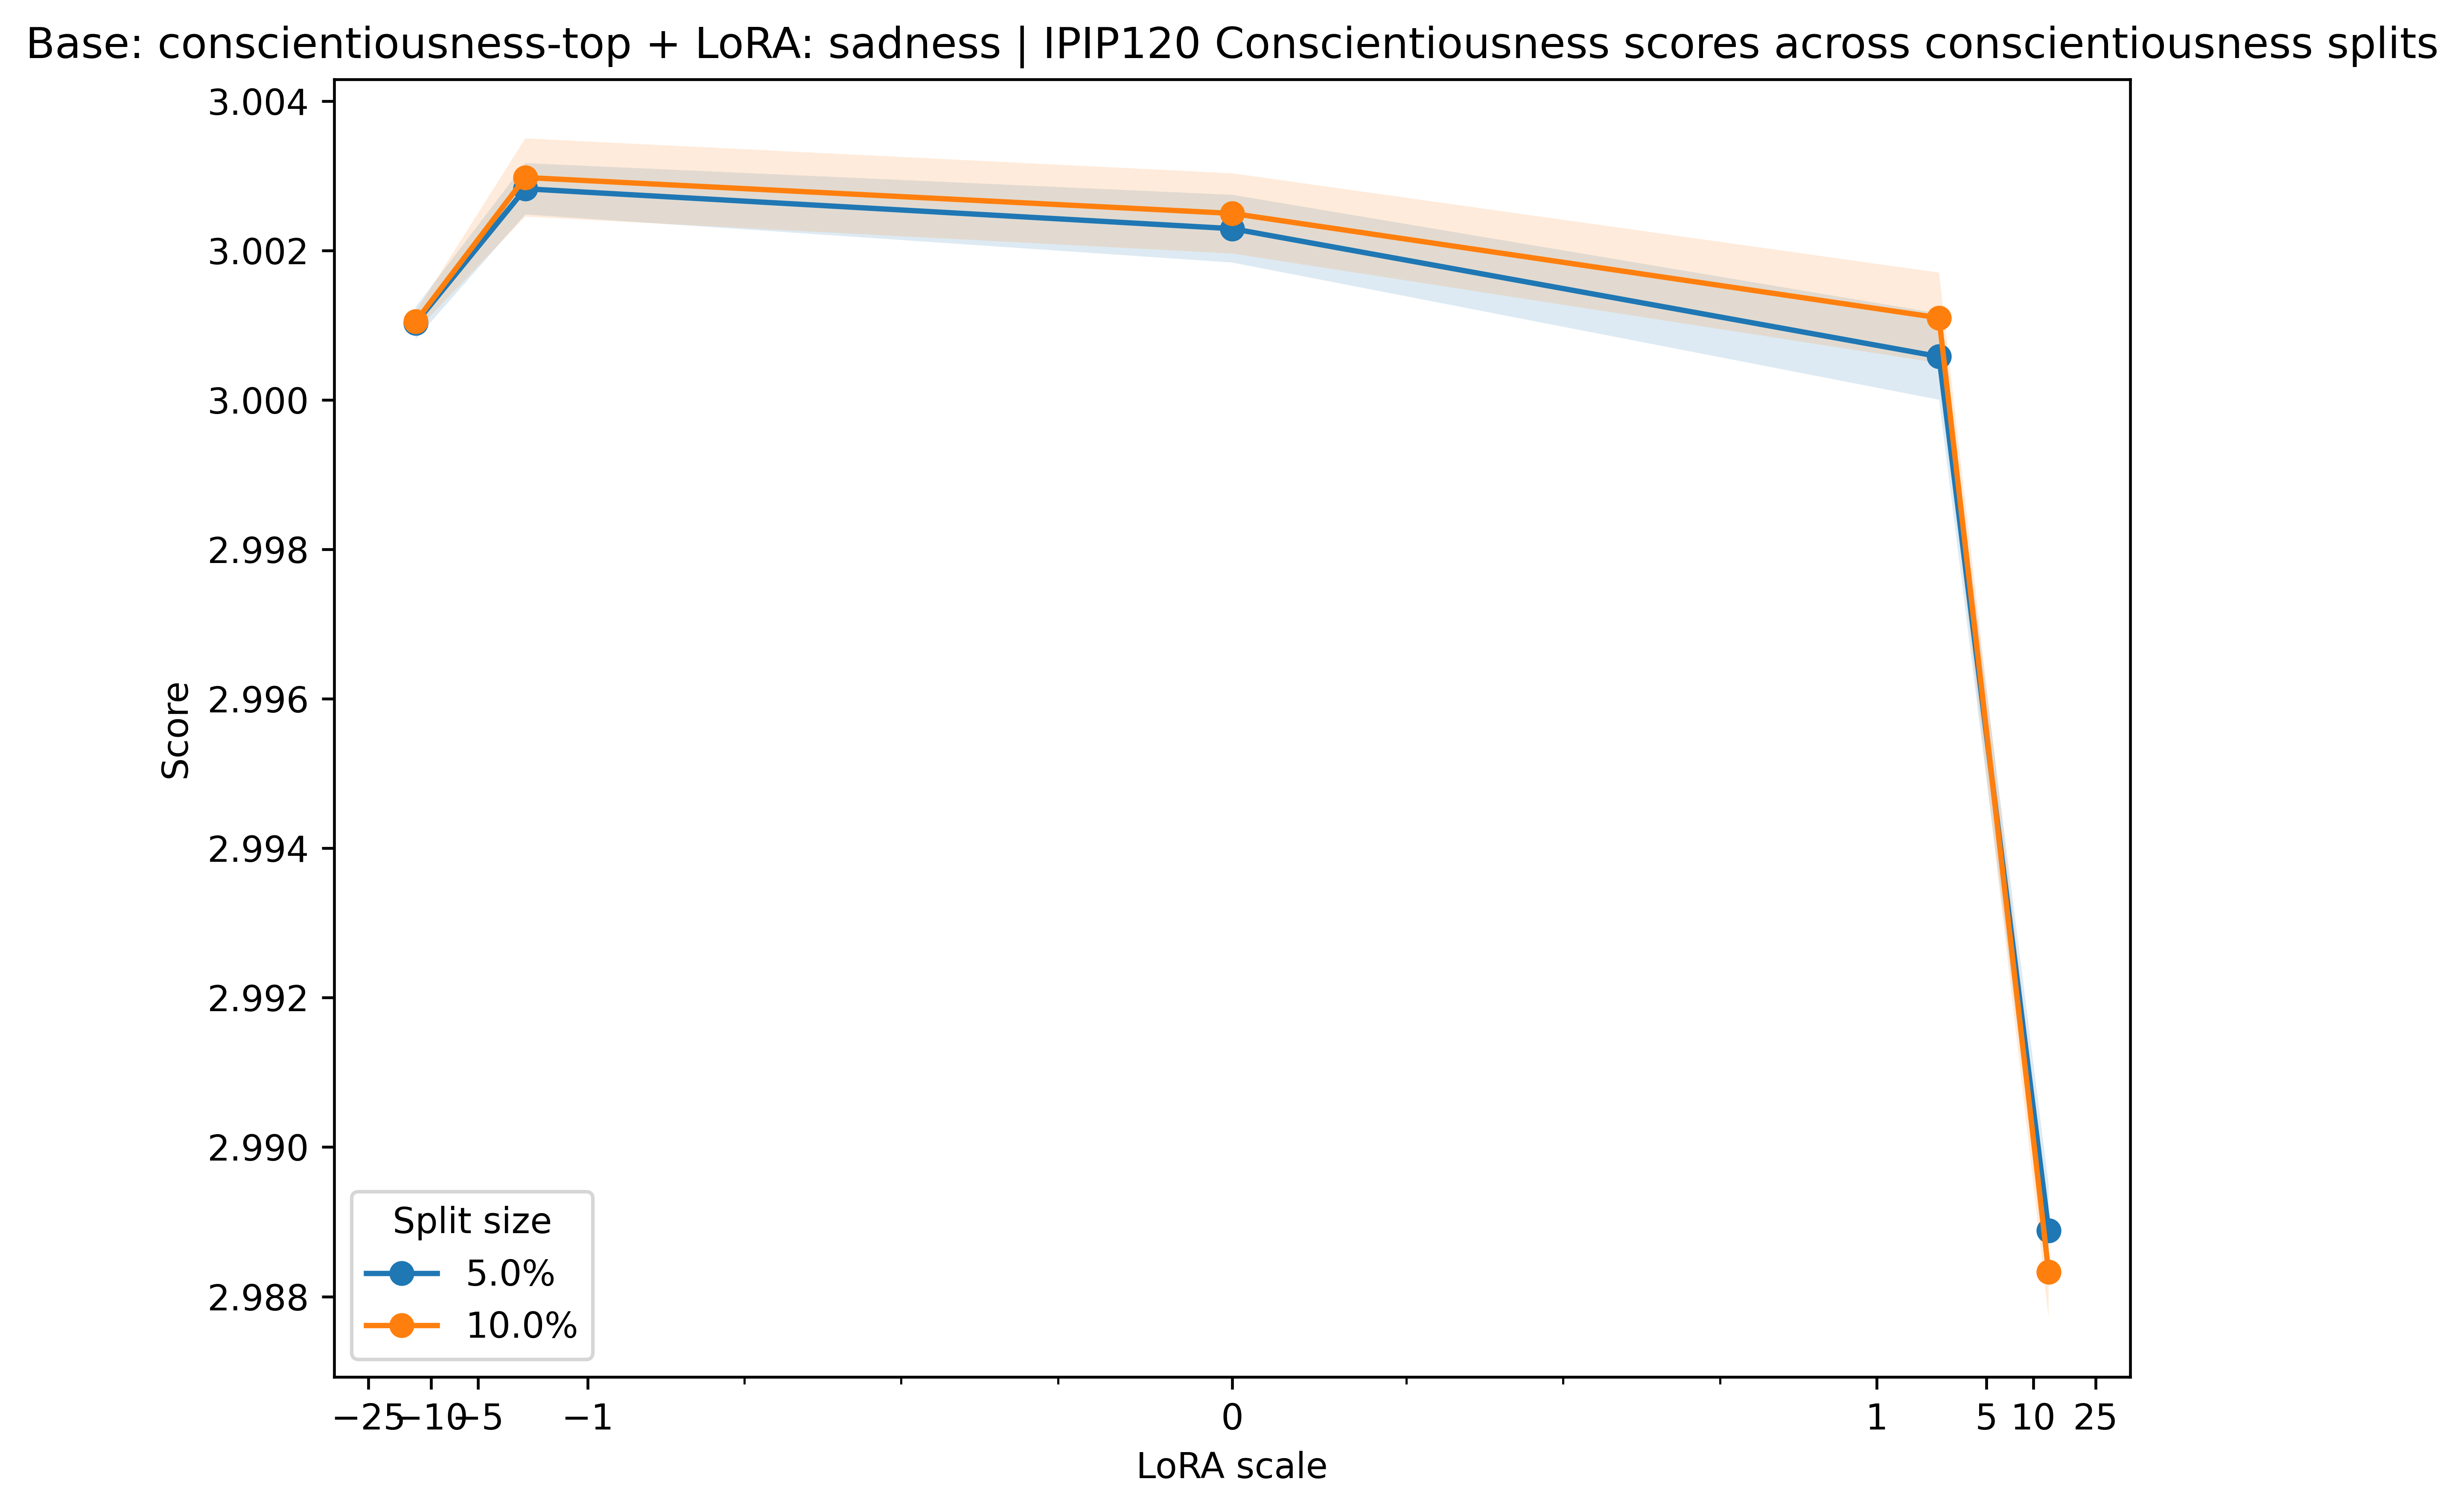 Base: conscientiousness-top + LoRA: sadness | IPIP120 Conscientiousness scores across conscientiousness splits
3.004
3.002
3.000
2.998
2.996
2.994
2.992
2.990
2.988
Score
Split size
5.0%
10.0%
−25 −10 −5 −1 0 1 5 10 25
LoRA scale